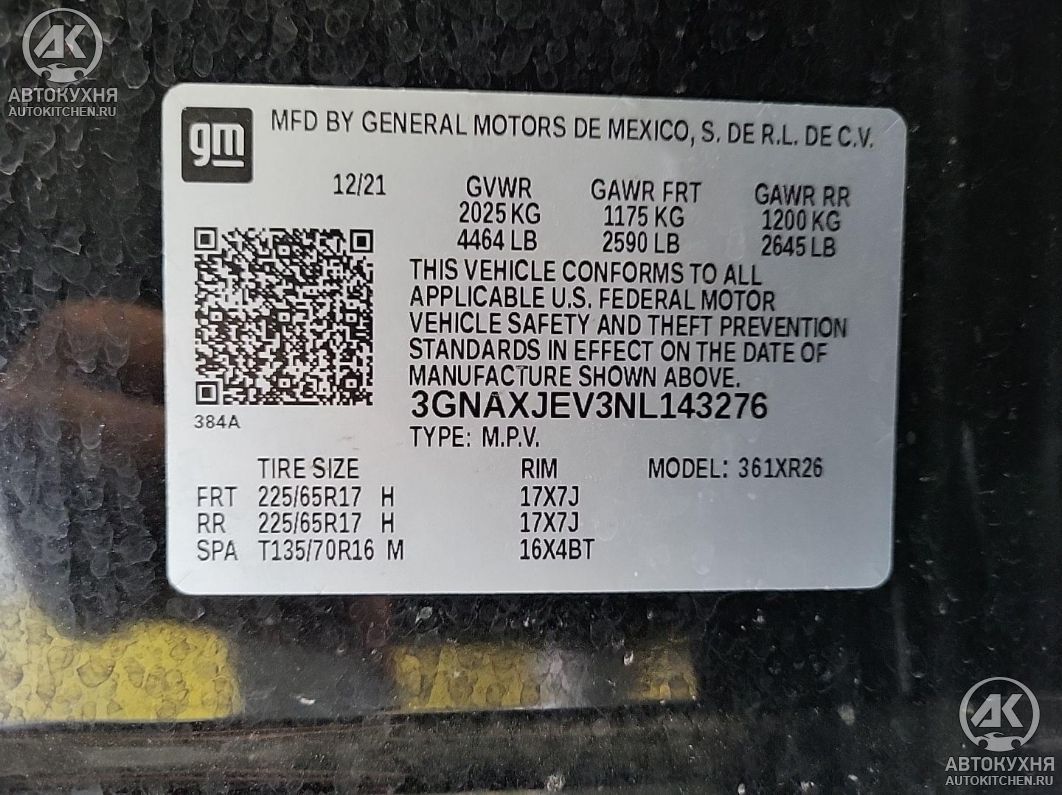 АК
АВТОКУХНЯ
AUTOKITCHEN.RU
gm
MFD BY GENERAL MOTORS DE MEXICO, S. DE R.L. DE C.V.
12/21 GVWR GAWR FRT GAWR RR
2025 KG 1175 KG 1200 KG
4464 LB 2590 LB 2645 LB
THIS VEHICLE CONFORMS TO ALL
APPLICABLE U.S. FEDERAL MOTOR
VEHICLE SAFETY AND THEFT PREVENTION
STANDARDS IN EFFECT ON THE DATE OF
MANUFACTURE SHOWN ABOVE.
3GNAXJEV3NL143276
384A
TYPE: M.P.V.
TIRE SIZE RIM MODEL: 361XR26
FRT 225/65R17 H 17X7J
RR 225/65R17 H 17X7J
SPA T135/70R16 M 16X4BT
АК
АВТОКУХНЯ
AUTOKITCHEN.RU